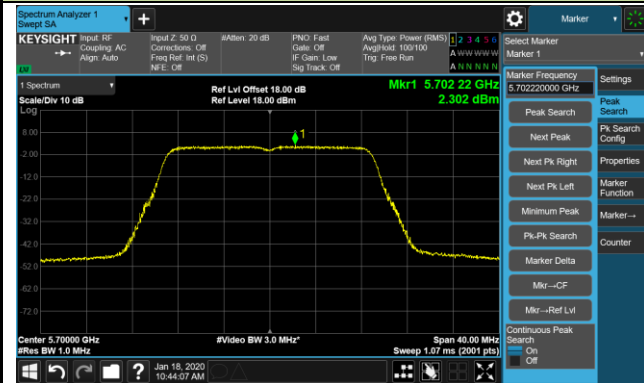 Spectrum Analyzer 1
Swept SA
Marker
KEYSIGHT Input: RF
Coupling: AC
Align: Auto
Input Z: 50 Ω
Corrections: Off
Freq Ref: Int (S)
NFE: Off
#Atten: 20 dB
PNO: Fast
Gate: Off
IF Gain: Low
Sig Track: Off
Avg Type: Power (RMS)
Avg|Hold: 100/100
Trig: Free Run
1 2 3 4 5 6
A W W W W W
A N N N N N
Select Marker
Marker 1
1 Spectrum
Scale/Div 10 dB
Log
Ref Lvl Offset 18.00 dB
Ref Level 18.00 dBm
Mkr1 5.702 22 GHz
2.302 dBm
Marker Frequency
5.702220000 GHz
Peak Search
Next Peak
Next Pk Right
Next Pk Left
Minimum Peak
Pk-Pk Search
Marker Delta
Mkr→CF
Mkr→Ref Lvl
Continuous Peak
Search
On
Off
Settings
Peak
Search
Pk Search
Config
Properties
Marker
Function
Marker→
Counter
8.00
-2.00
-12.0
-22.0
-32.0
-42.0
-52.0
-62.0
-72.0
1
Center 5.70000 GHz
#Res BW 1.0 MHz
#Video BW 3.0 MHz*
Span 40.00 MHz
Sweep 1.07 ms (2001 pts)
Jan 18, 2020
10:44:07 AM